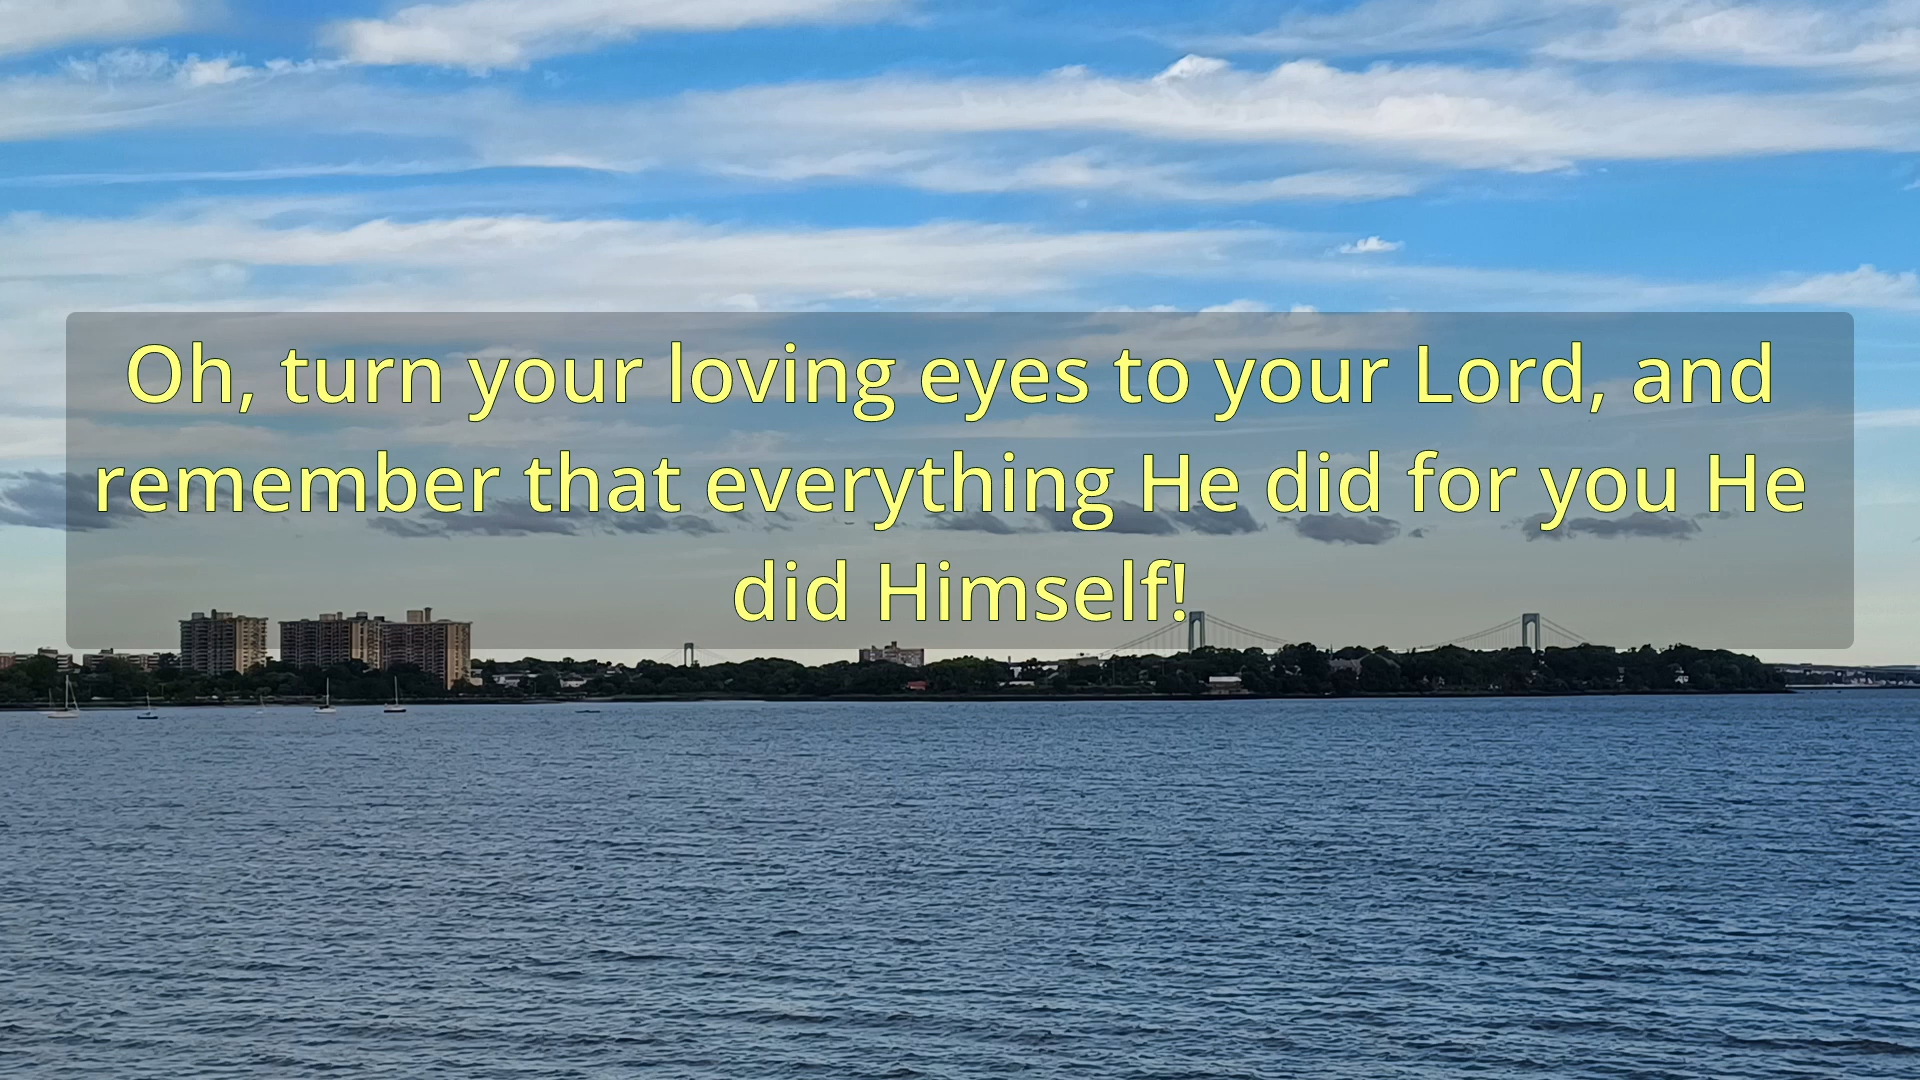 Oh, turn your loving eyes to your Lord, and
remember that everything He did for you He
did Himself!